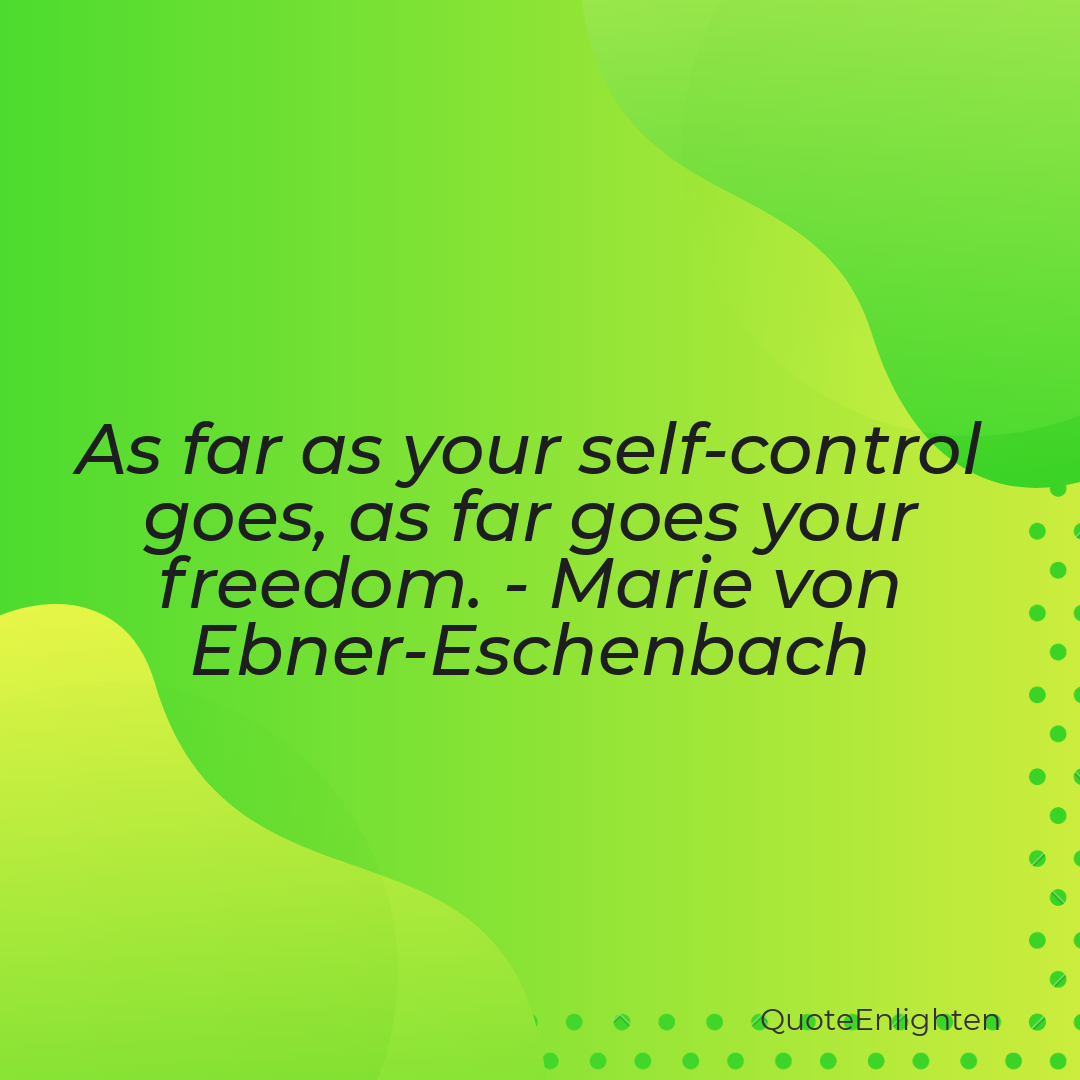 As far as your self-control
goes, as far goes your
freedom. - Marie von
Ebner-Eschenbach
QuoteEnlighten